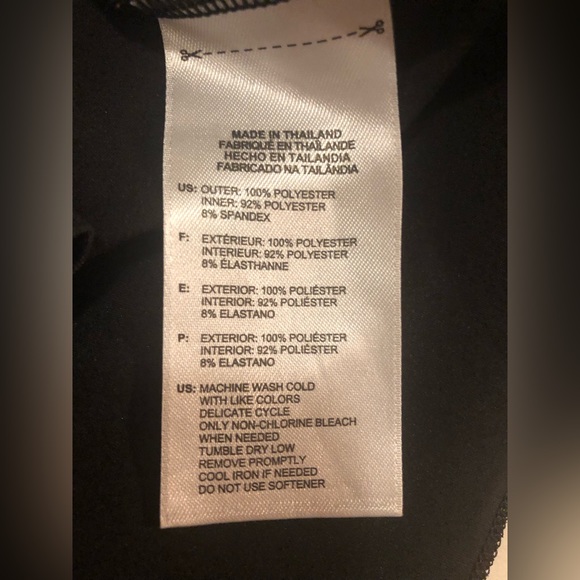 MADE IN THAILAND
FABRIQUÉ EN THAÏLANDE
HECHO EN TAILANDIA
FABRICADO NA TAILÂNDIA
US: OUTER: 100% POLYESTER
INNER: 92% POLYESTER
8% SPANDEX
F: EXTÉRIEUR: 100% POLYESTER
INTERIEUR: 92% POLYESTER
8% ÉLASTHANNE
E: EXTERIOR: 100% POLIÉSTER
INTERIOR: 92% POLIÉSTER
8% ELASTANO
P: EXTERIOR: 100% POLIÉSTER
INTERIOR: 92% POLIÉSTER
8% ELASTANO
US: MACHINE WASH COLD
WITH LIKE COLORS
DELICATE CYCLE
ONLY NON-CHLORINE BLEACH
WHEN NEEDED
TUMBLE DRY LOW
REMOVE PROMPTLY
COOL IRON IF NEEDED
DO NOT USE SOFTENER